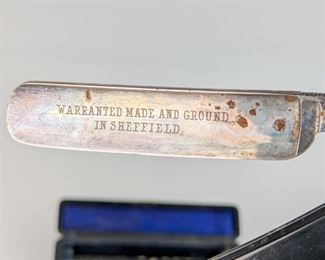 WARRANTED MADE AND GROUND
IN SHEFFIELD